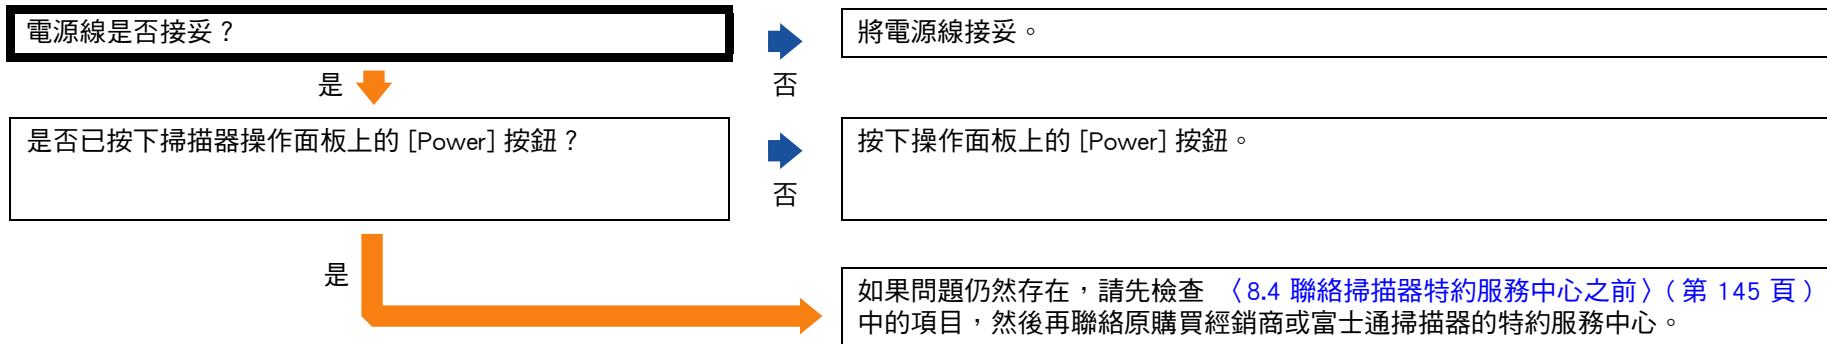 電源線是否接妥？
將電源線接妥。
是
否
是否已按下掃描器操作面板上的 [Power] 按鈕？
按下操作面板上的 [Power] 按鈕。
否
是
如果問題仍然存在，請先檢查 〈8.4 聯絡掃描器特約服務中心之前〉( 第 145 頁 )
中的項目，然後再聯絡原購買經銷商或富士通掃描器的特約服務中心。